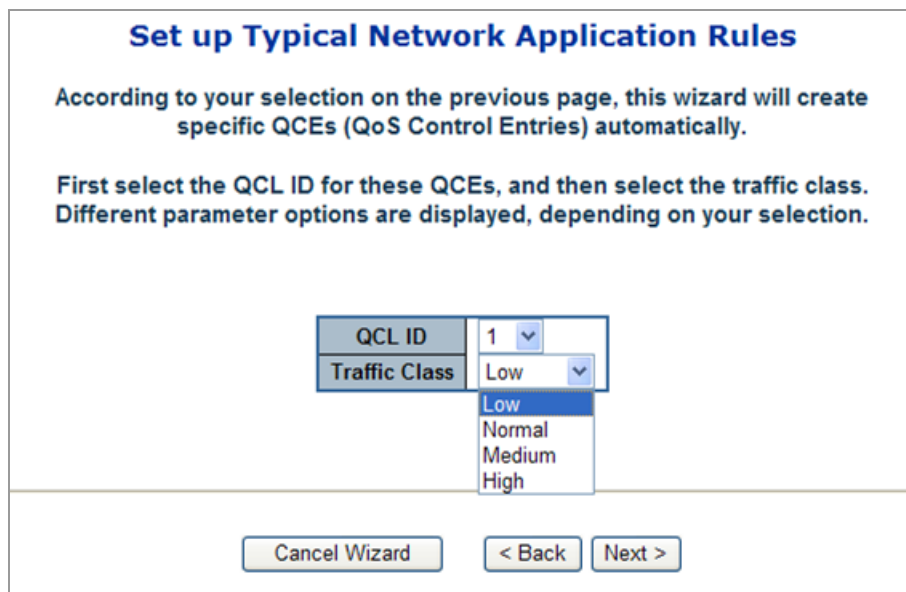 Set up Typical Network Application Rules
According to your selection on the previous page, this wizard will create
specific QCEs (QoS Control Entries) automatically.
First select the QCL ID for these QCEs, and then select the traffic class.
Different parameter options are displayed, depending on your selection.
QCL ID 1
Traffic Class Low
Low
Normal
Medium
High
Cancel Wizard < Back Next >